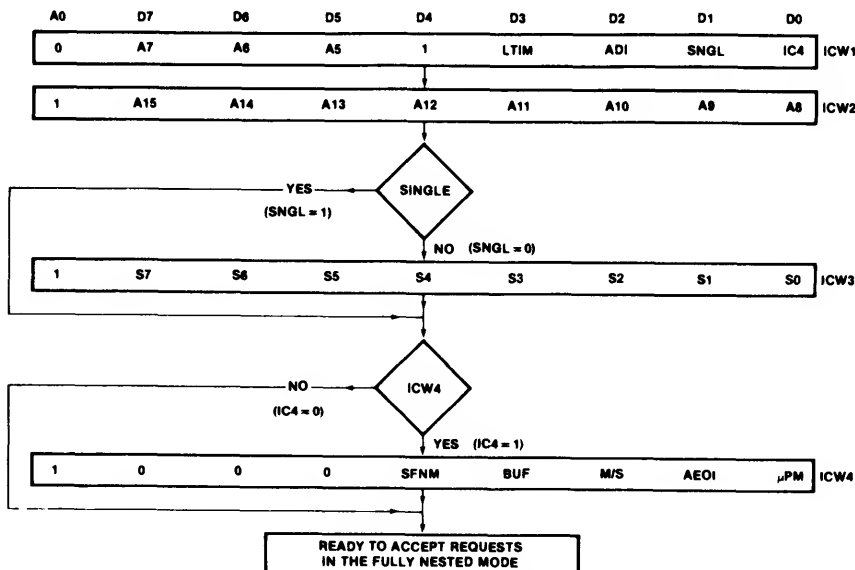 A0 D7 D6 D5 D4 D3 D2 D1 D0
0 A7 A6 A5 1 LTIM ADI SNGL IC4 ICW1
1 A15 A14 A13 A12 A11 A10 A9 A8 ICW2
SINGLE
YES
(SNGL = 1)
NO (SNGL = 0)
1 S7 S6 S5 S4 S3 S2 S1 S0 ICW3
ICW4
NO
(IC4 = 0)
YES (IC4 = 1)
1 0 0 0 SFNM BUF M/S AEOI µPM ICW4
READY TO ACCEPT REQUESTS
IN THE FULLY NESTED MODE